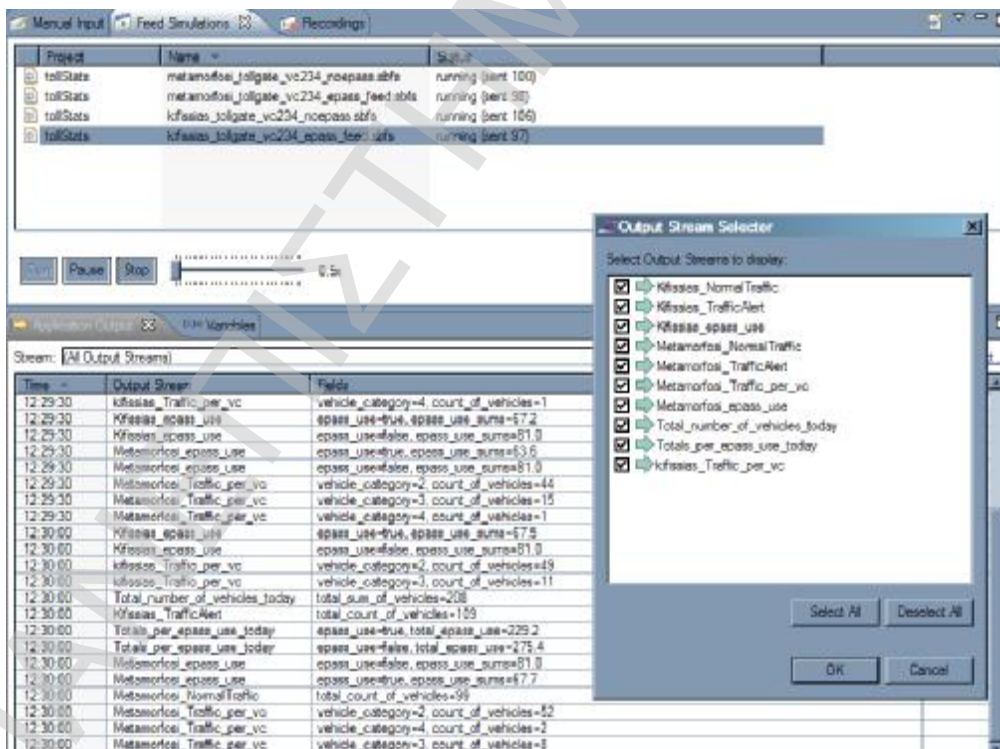 Manual Input Feed Simulations Recordings
Project Name Status
tollStats metamorfosi_tollgate_vc234_noepass.sbfs running (sent 100)
tollStats metamorfosi_tollgate_vc234_epass_feed.sbfs running (sent 98)
tollStats kifissias_tollgate_vc234_noepass.sbfs running (sent 106)
tollStats kifissias_tollgate_vc234_epass_feed.sbfs running (sent 97)
Pause Stop 0.5x
Application Output Variables
Stream: (All Output Streams)
Time Output Stream Fields
12:29:30 kifissias_Traffic_per_vc vehicle_category=4, count_of_vehicles=1
12:29:30 Kifissias_epass_use epass_use=true, epass_use_sums=67.2
12:29:30 Kifissias_epass_use epass_use=false, epass_use_sums=81.0
12:29:30 Metamorfosi_epass_use epass_use=true, epass_use_sums=63.6
12:29:30 Metamorfosi_epass_use epass_use=false, epass_use_sums=81.0
12:29:30 Metamorfosi_Traffic_per_vc vehicle_category=2, count_of_vehicles=44
12:29:30 Metamorfosi_Traffic_per_vc vehicle_category=3, count_of_vehicles=15
12:29:30 Metamorfosi_Traffic_per_vc vehicle_category=4, count_of_vehicles=1
12:30:00 Kifissias_epass_use epass_use=true, epass_use_sums=67.5
12:30:00 Kifissias_epass_use epass_use=false, epass_use_sums=81.0
12:30:00 kifissias_Traffic_per_vc vehicle_category=2, count_of_vehicles=49
12:30:00 kifissias_Traffic_per_vc vehicle_category=3, count_of_vehicles=11
12:30:00 Total_number_of_vehicles_today total_sum_of_vehicles=208
12:30:00 Kifissias_TrafficAlert total_count_of_vehicles=109
12:30:00 Totals_per_epass_use_today epass_use=true, total_epass_use=229.2
12:30:00 Totals_per_epass_use_today epass_use=false, total_epass_use=275.4
12:30:00 Metamorfosi_epass_use epass_use=false, epass_use_sums=81.0
12:30:00 Metamorfosi_epass_use epass_use=true, epass_use_sums=67.7
12:30:00 Metamorfosi_NormalTraffic total_count_of_vehicles=99
12:30:00 Metamorfosi_Traffic_per_vc vehicle_category=2, count_of_vehicles=52
12:30:00 Metamorfosi_Traffic_per_vc vehicle_category=4, count_of_vehicles=2
12:30:00 Metamorfosi_Traffic_per_vc vehicle_category=3, count_of_vehicles=8
Output Stream Selector
Select Output Streams to display:
Kifissias_NormalTraffic
Kifissias_TrafficAlert
Kifissias_epass_use
Metamorfosi_NormalTraffic
Metamorfosi_TrafficAlert
Metamorfosi_Traffic_per_vc
Metamorfosi_epass_use
Total_number_of_vehicles_today
Totals_per_epass_use_today
kifissias_Traffic_per_vc
Select All Deselect All
OK Cancel